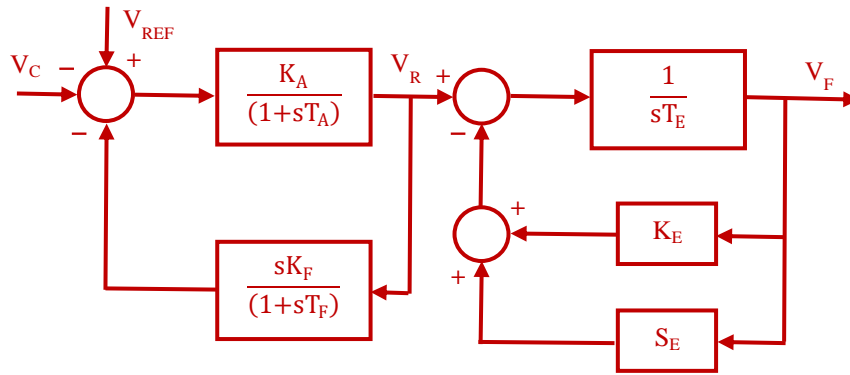 V_REF
V_C − +
−
K_A
(1+sT_A)
V_R
+
−
1
sT_E
V_F
+
+
K_E
sK_F
(1+sT_F)
S_E